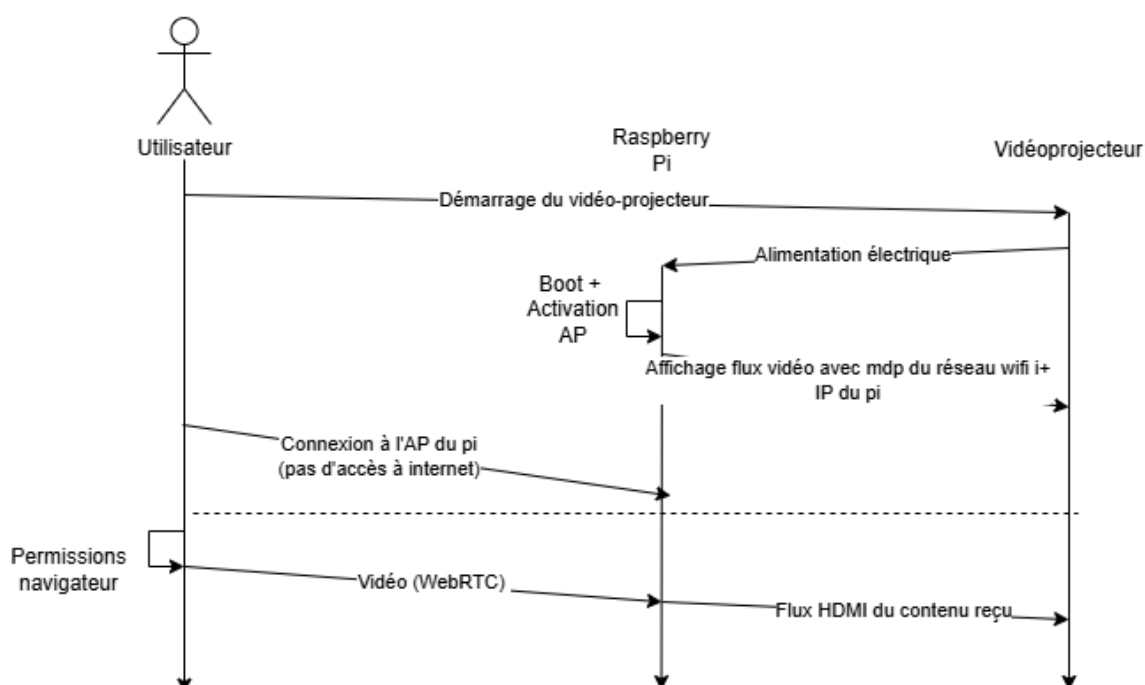 Utilisateur
Raspberry
Pi
Vidéoprojecteur
Démarrage du vidéo-projecteur
Alimentation électrique
Boot +
Activation
AP
Affichage flux vidéo avec mdp du réseau wifi i+
IP du pi
Connexion à l'AP du pi
(pas d'accès à internet)
Permissions
navigateur
Vidéo (WebRTC)
Flux HDMI du contenu reçu